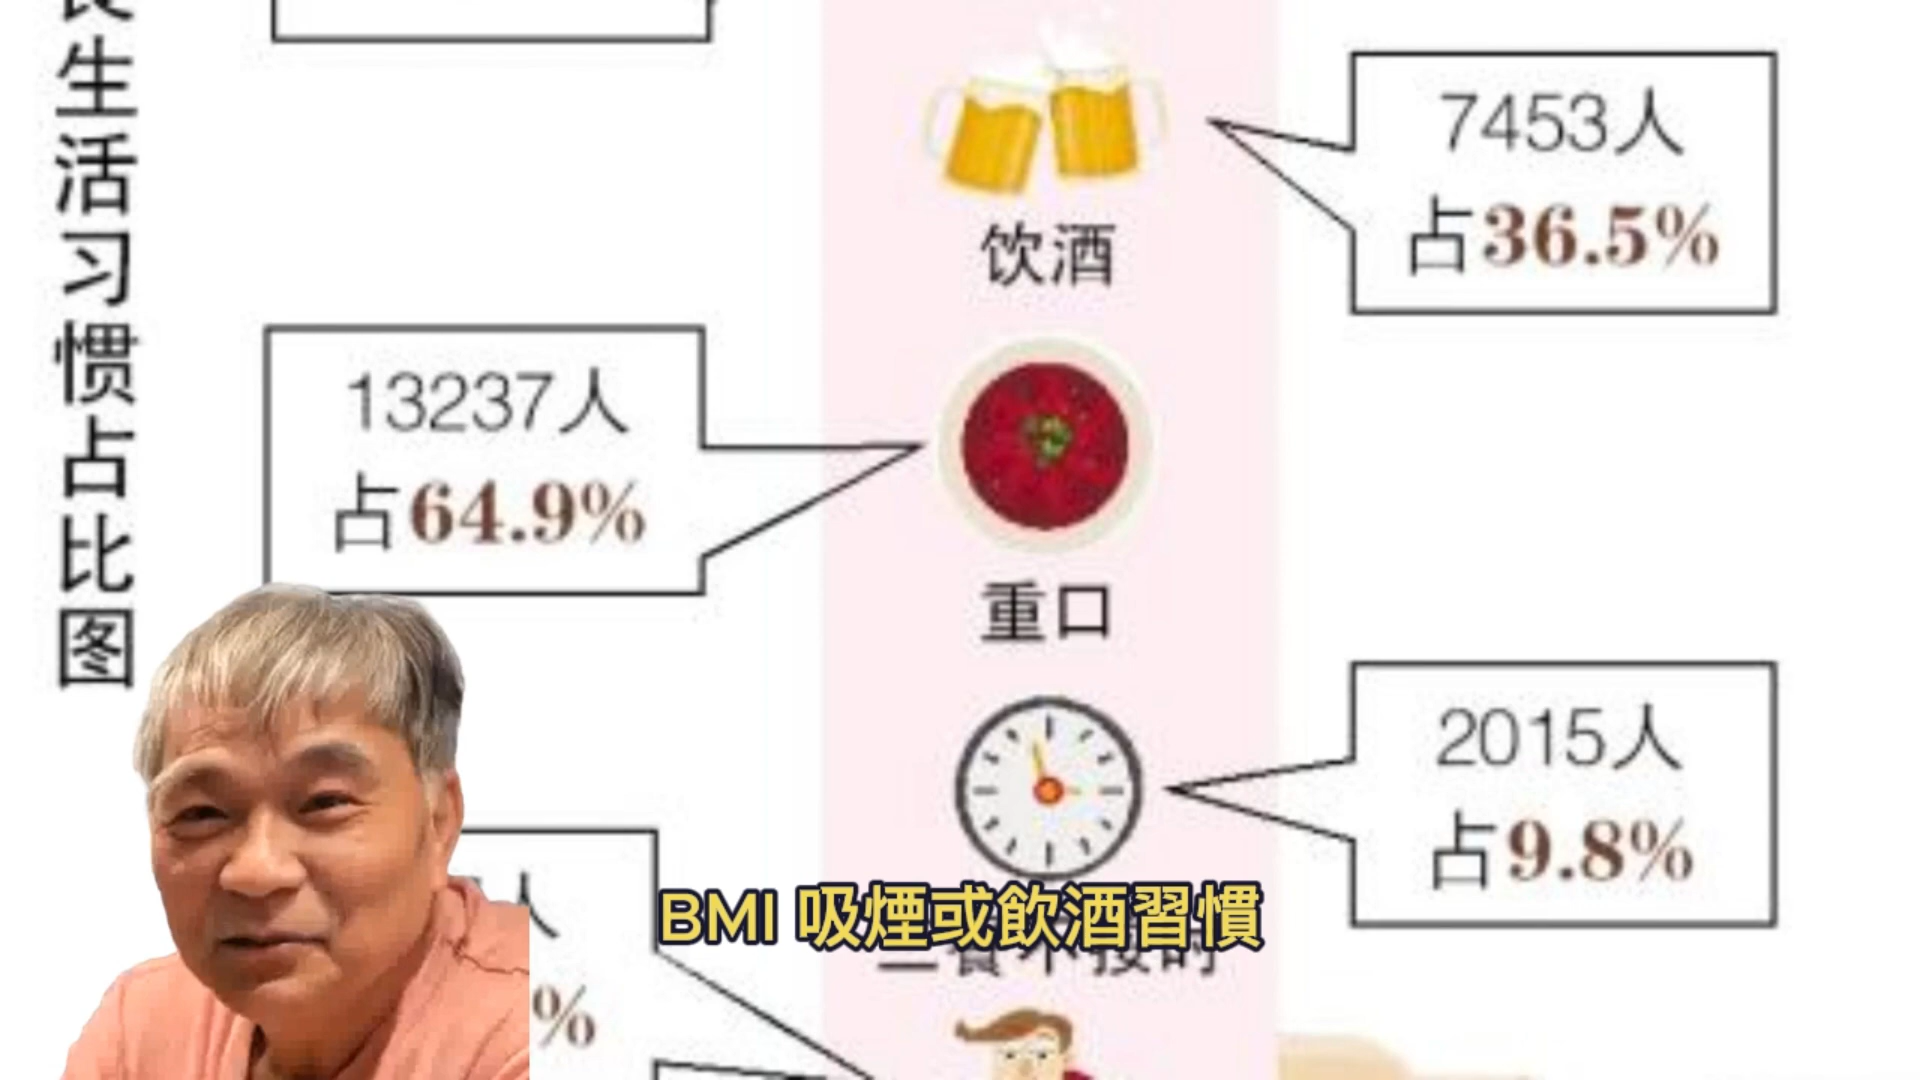 生活习惯占比图
7453人
占36.5%
饮酒
13237人
占64.9%
重口
2015人
占9.8%
人
%
BMI 吸煙或飲酒習慣